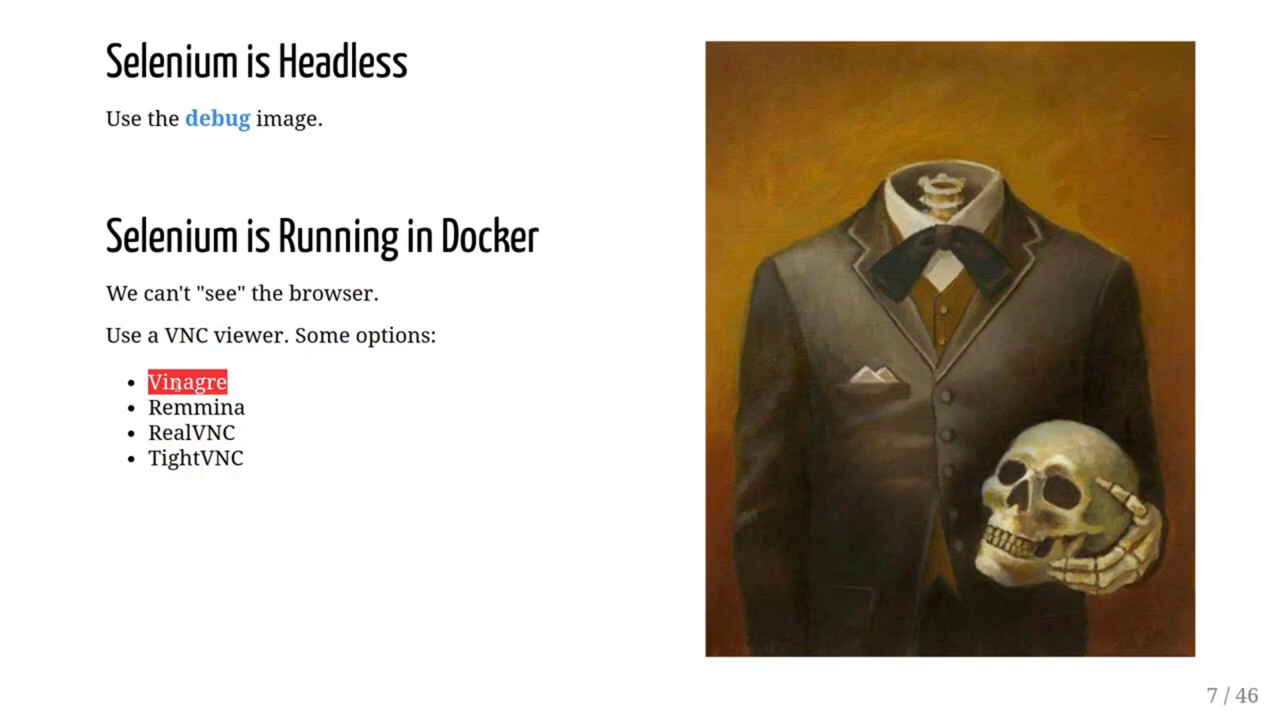 Selenium is Headless
Use the debug image.
Selenium is Running in Docker
We can't "see" the browser.
Use a VNC viewer. Some options:
• Vinagre
• Remmina
• RealVNC
• TightVNC
7 / 46